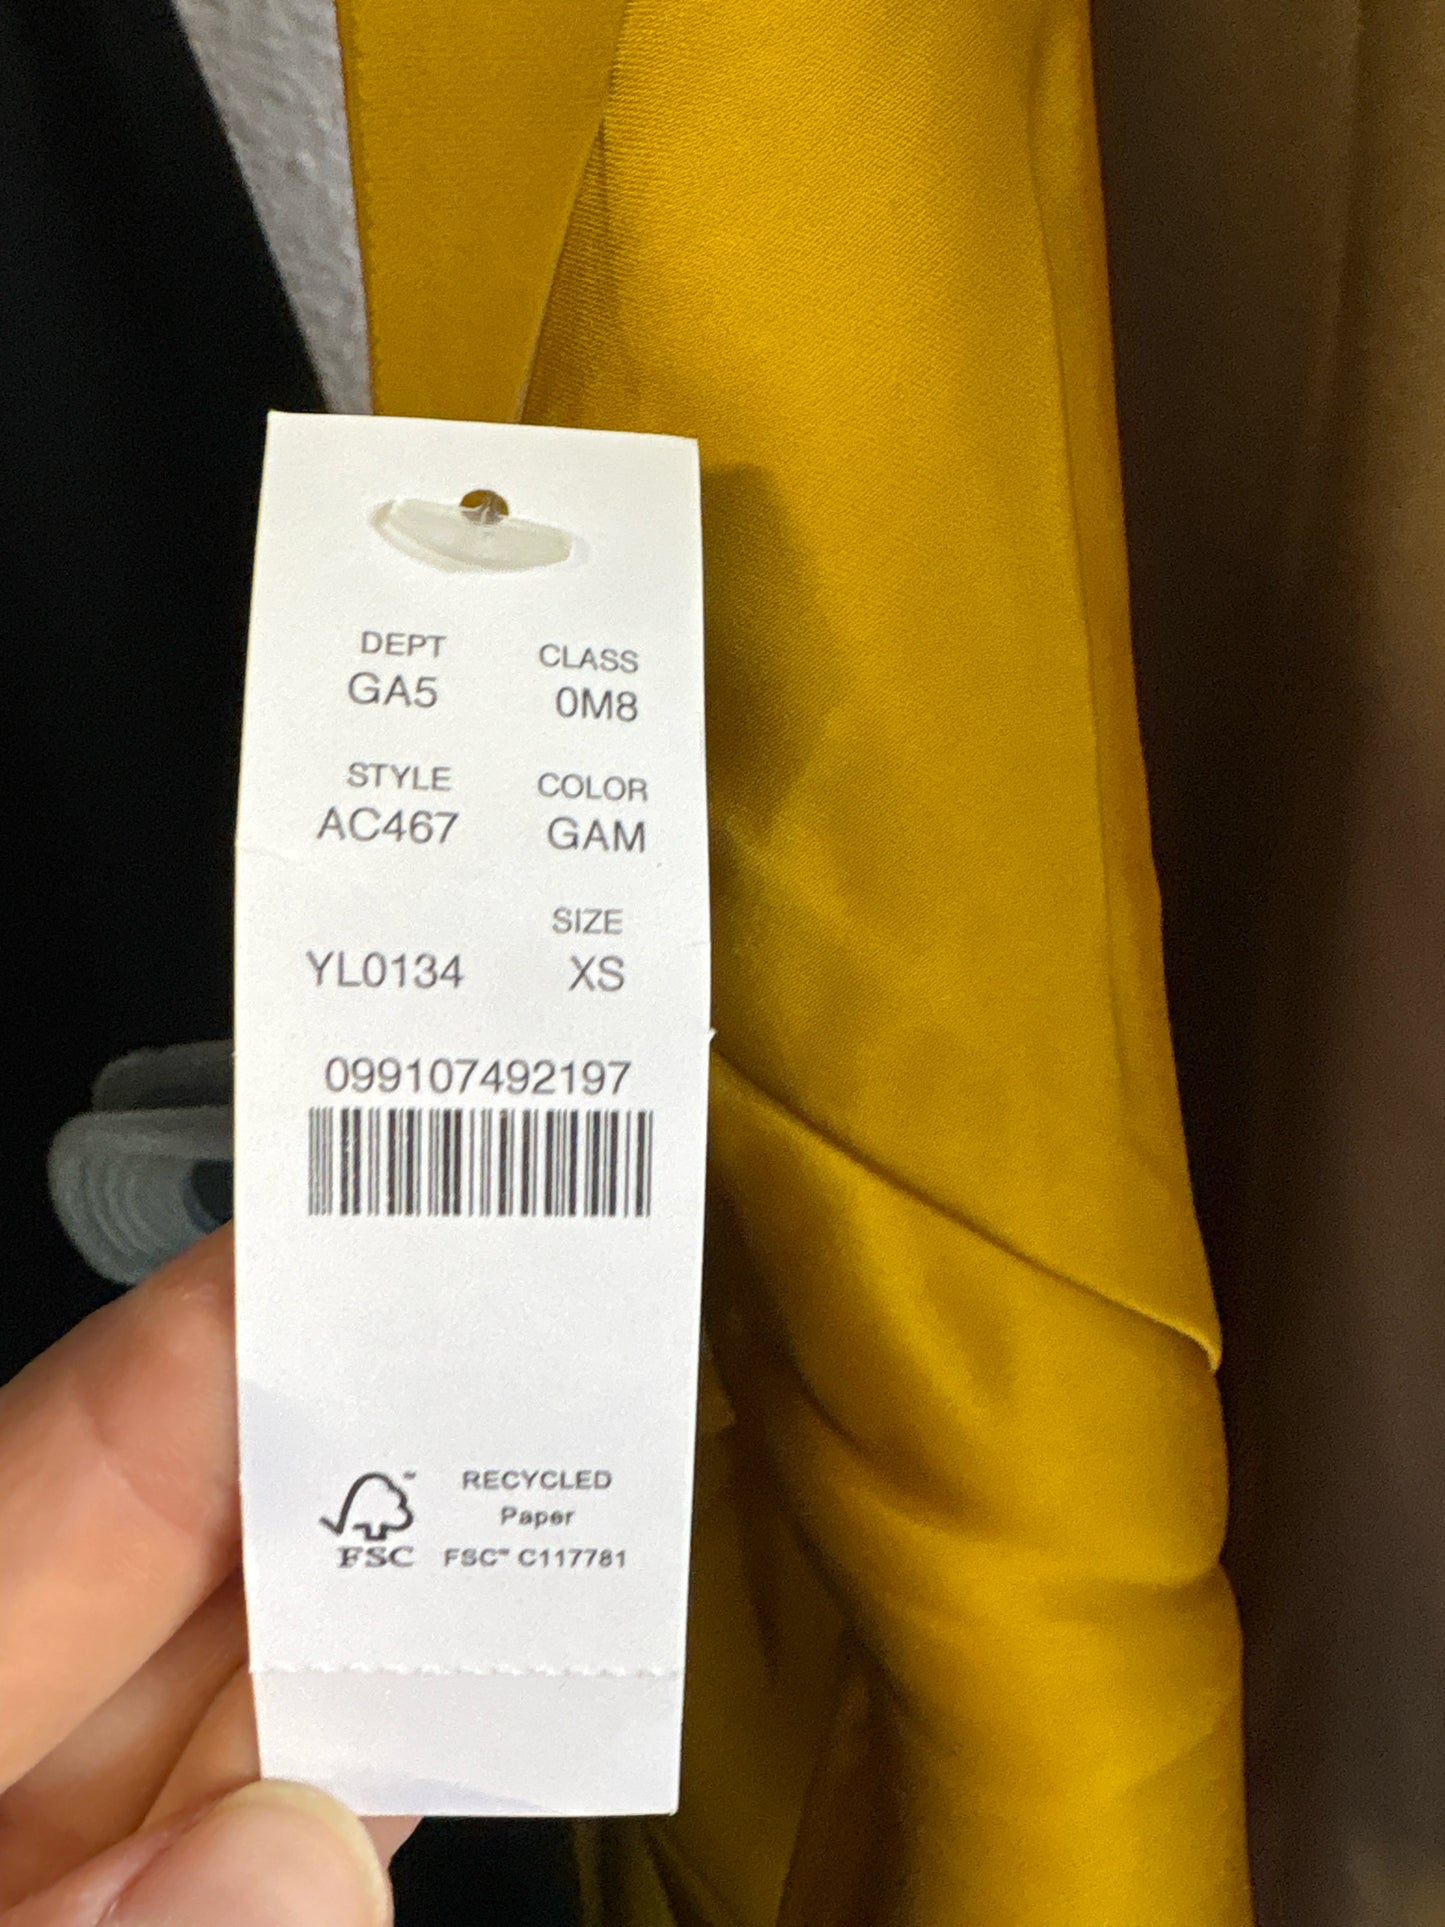 DEPT CLASS
GA5 0M8
STYLE COLOR
AC467 GAM
SIZE
YL0134 XS
099107492197
RECYCLED
Paper
FSC FSC™ C117781